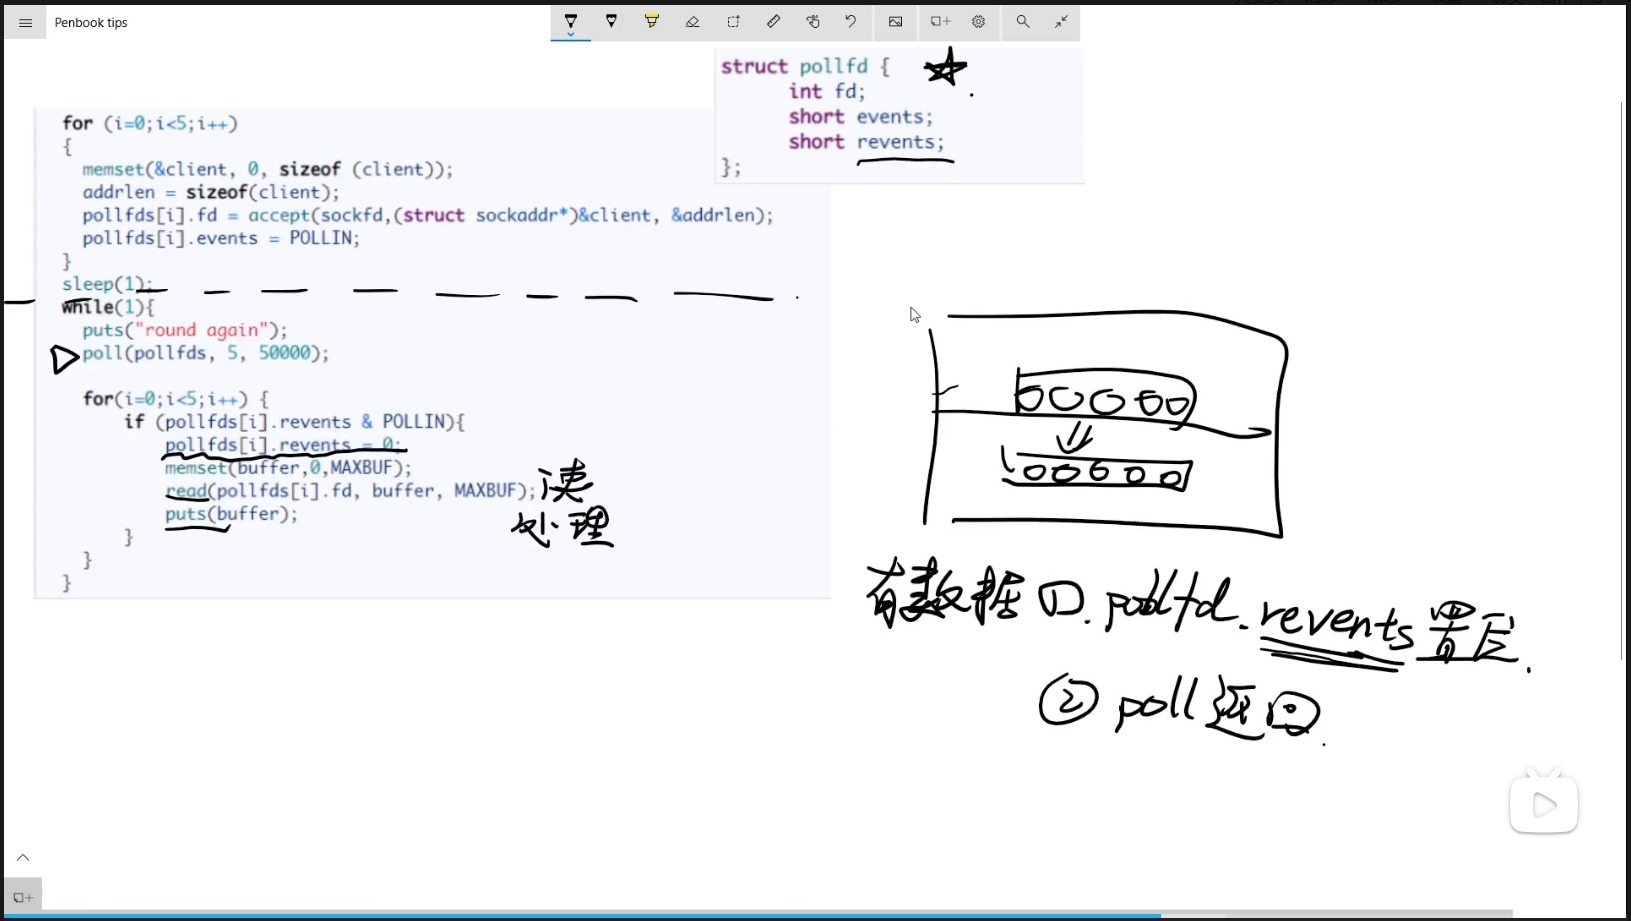 Penbook tips
struct pollfd {
int fd;
short events;
short revents;
};
for (i=0;i<5;i++)
{
memset(&client, 0, sizeof (client));
addrlen = sizeof(client);
pollfds[i].fd = accept(sockfd,(struct sockaddr*)&client, &addrlen);
pollfds[i].events = POLLIN;
}
sleep(1);
while(1){
puts("round again");
poll(pollfds, 5, 50000);
for(i=0;i<5;i++) {
if (pollfds[i].revents & POLLIN){
pollfds[i].revents = 0;
memset(buffer,0,MAXBUF);
read(pollfds[i].fd, buffer, MAXBUF); 读
puts(buffer); 处理
}
}
}
有数据 ①. pollfd.revents 置位.
② poll 返回.